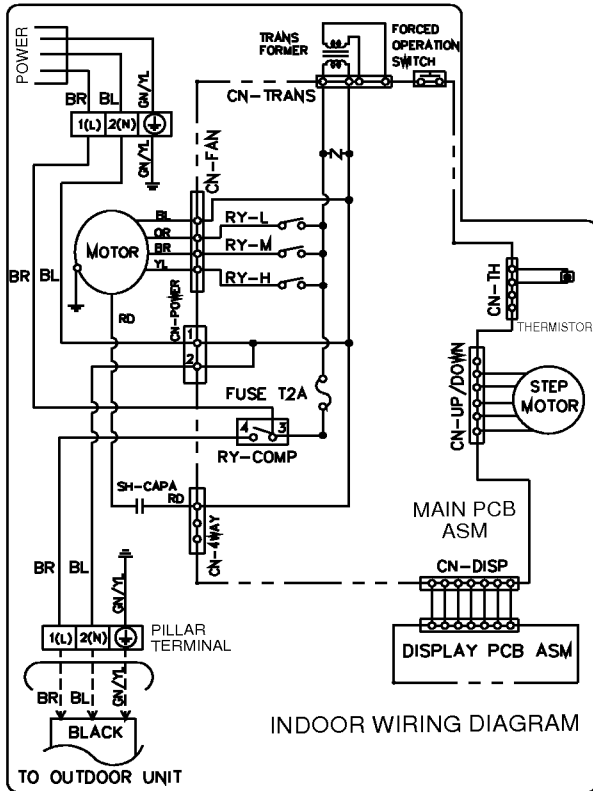 POWER
TRANS
FORMER
FORCED
OPERATION
SWITCH
BR
BL
GN/YL
1(L)
2(N)
GN/YL
CN-TRANS
Z
CN-FAN
BL
OR
BR
YL
RY-L
RY-M
RY-H
MOTOR
BR
BL
RD
CN-POWER
1
2
CN-TH
THERMISTOR
CN-UP/DOWN
STEP
MOTOR
FUSE T2A
4
3
RY-COMP
SH-CAPA
RD
CN-4WAY
MAIN PCB
ASM
CN-DISP
DISPLAY PCB ASM
BR
BL
GN/YL
1(L)
2(N)
PILLAR
TERMINAL
BR
BL
GN/YL
BLACK
TO OUTDOOR UNIT
INDOOR WIRING DIAGRAM